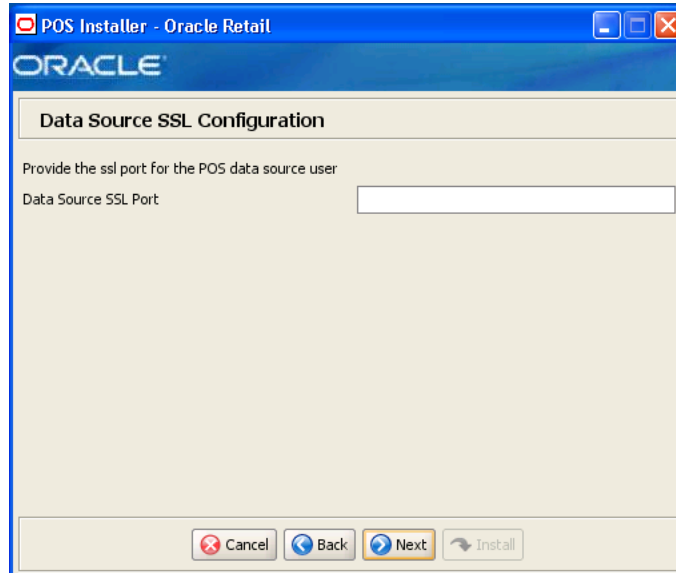 POS Installer - Oracle Retail
ORACLE
Data Source SSL Configuration
Provide the ssl port for the POS data source user
Data Source SSL Port
Cancel Back Next Install